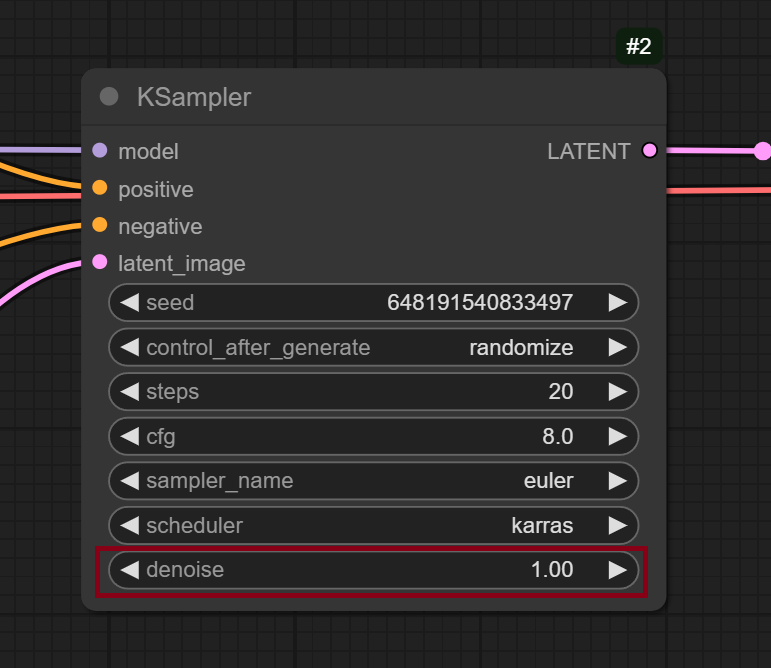 #2
KSampler
model LATENT
positive
negative
latent_image
seed 648191540833497
control_after_generate randomize
steps 20
cfg 8.0
sampler_name euler
scheduler karras
denoise 1.00